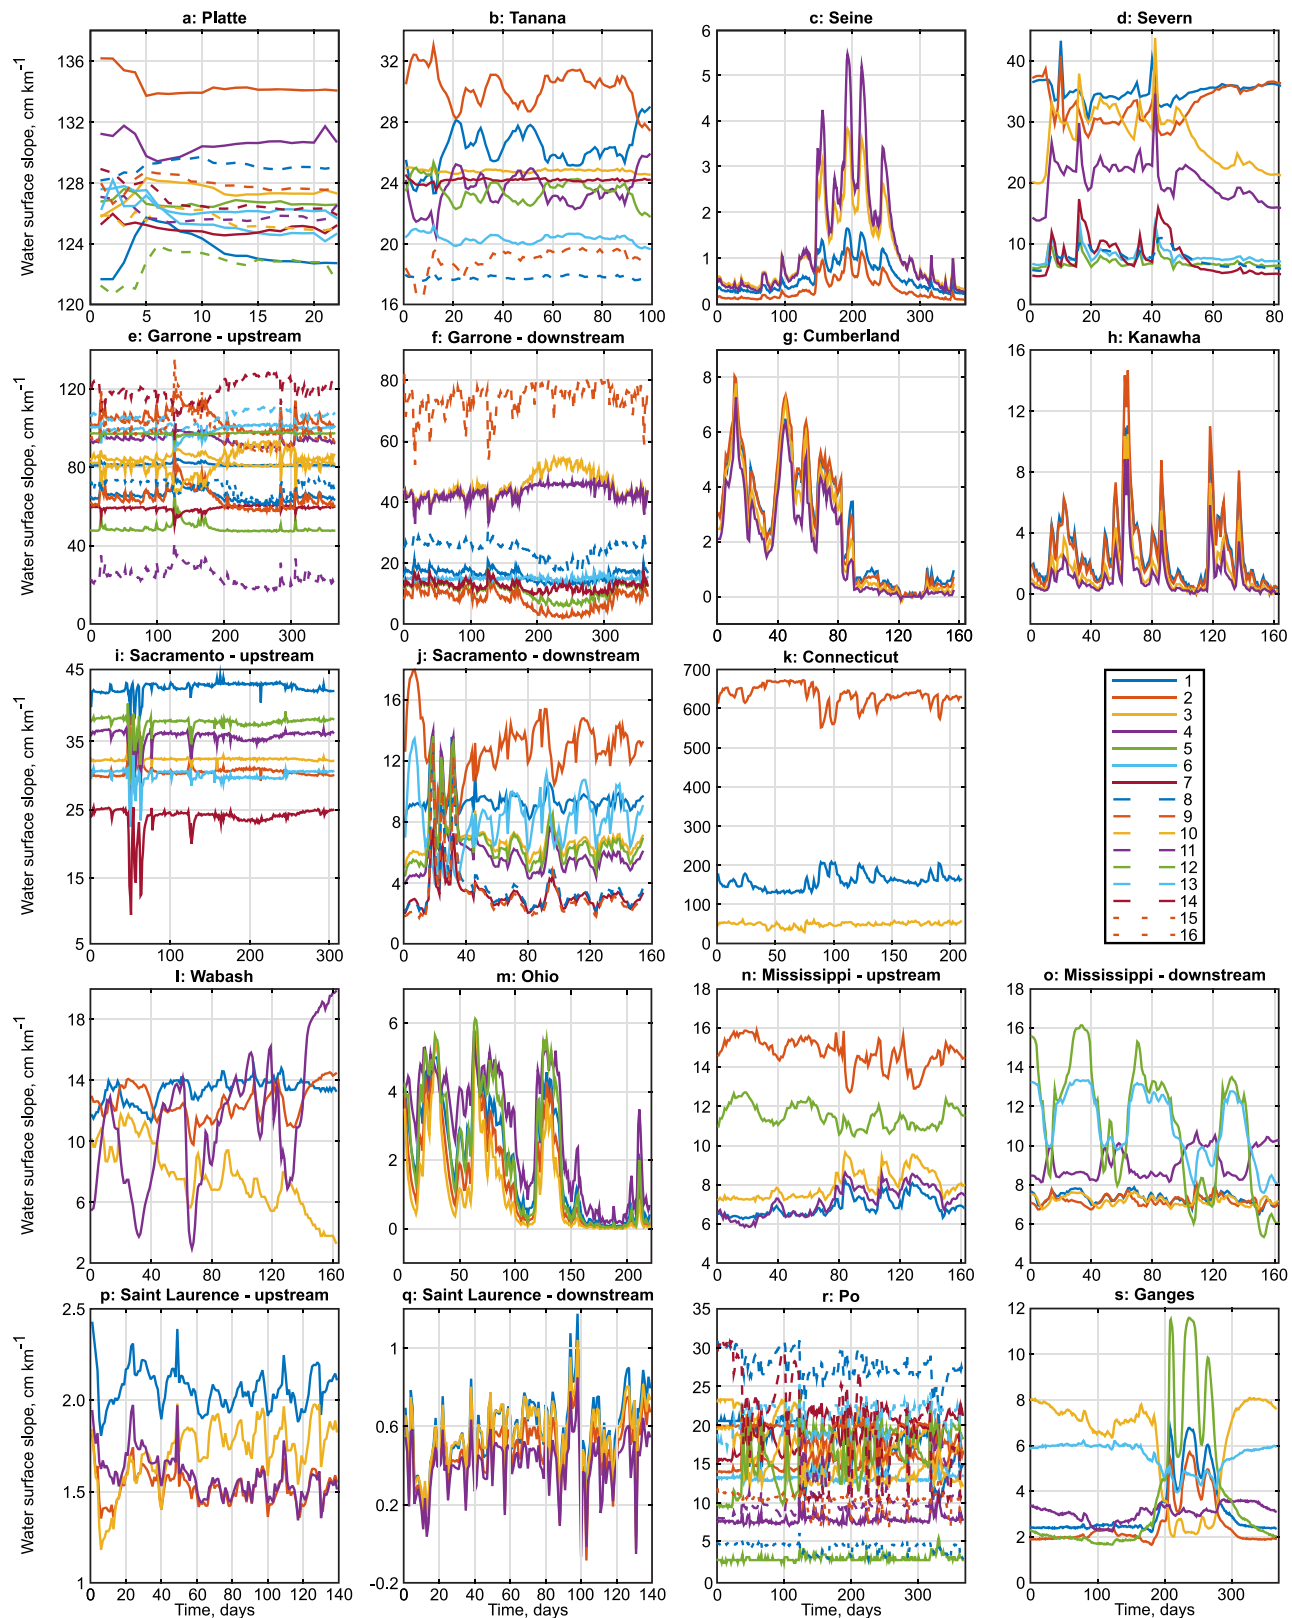 a: Platte
b: Tanana
c: Seine
d: Severn
Water surface slope, cm km⁻¹
136
132
128
124
120
0 5 10 15 20
32
28
24
20
16
0 20 40 60 80 100
6
5
4
3
2
1
0
0 100 200 300
40
30
20
10
0
0 20 40 60 80
e: Garrone - upstream
f: Garrone - downstream
g: Cumberland
h: Kanawha
Water surface slope, cm km⁻¹
120
80
40
0
0 100 200 300
80
60
40
20
0
0 100 200 300
8
6
4
2
0
0 40 80 120 160
16
12
8
4
0
0 40 80 120 160
i: Sacramento - upstream
j: Sacramento - downstream
k: Connecticut
Water surface slope, cm km⁻¹
45
35
25
15
5
0 100 200 300
16
12
8
4
0
0 40 80 120 160
700
600
500
400
300
200
100
0
0 50 100 150 200
1
2
3
4
5
6
7
8
9
10
11
12
13
14
15
16
l: Wabash
m: Ohio
n: Mississippi - upstream
o: Mississippi - downstream
Water surface slope, cm km⁻¹
18
14
10
6
2
0 40 80 120 160
6
4
2
0
0 50 100 150 200
18
16
14
12
10
8
6
4
0 40 80 120 160
18
16
14
12
10
8
6
4
0 40 80 120 160
p: Saint Laurence - upstream
q: Saint Laurence - downstream
r: Po
s: Ganges
Water surface slope, cm km⁻¹
2.5
2.0
1.5
1
0 20 40 60 80 100 120 140
Time, days
1
0.6
0.2
-0.2
0 20 40 60 80 100 120 140
Time, days
35
30
25
20
15
10
5
0
0 100 200 300
Time, days
12
10
8
6
4
2
0
0 100 200 300
Time, days